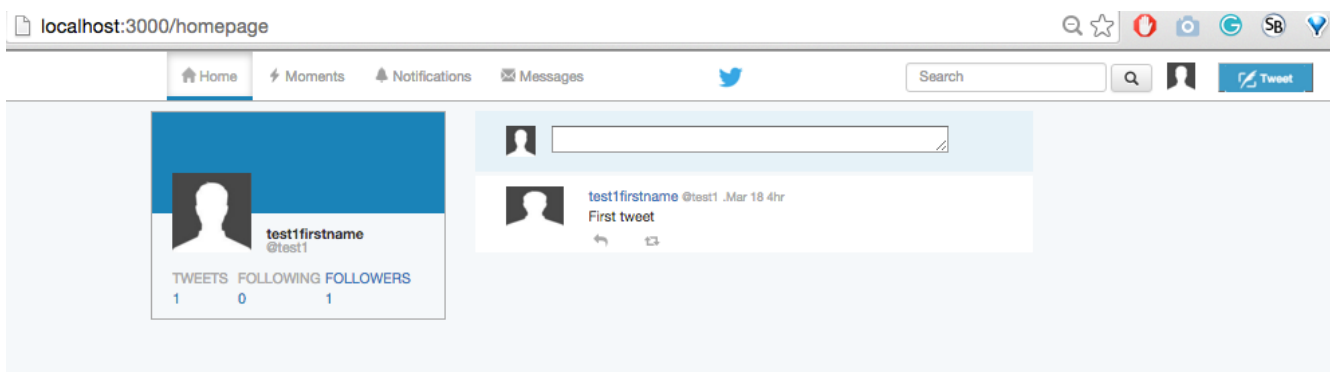 localhost:3000/homepage
SB
Home Moments Notifications Messages Search Tweet
test1firstname
@test1
TWEETS FOLLOWING FOLLOWERS
1 0 1
test1firstname @test1 .Mar 18 4hr
First tweet